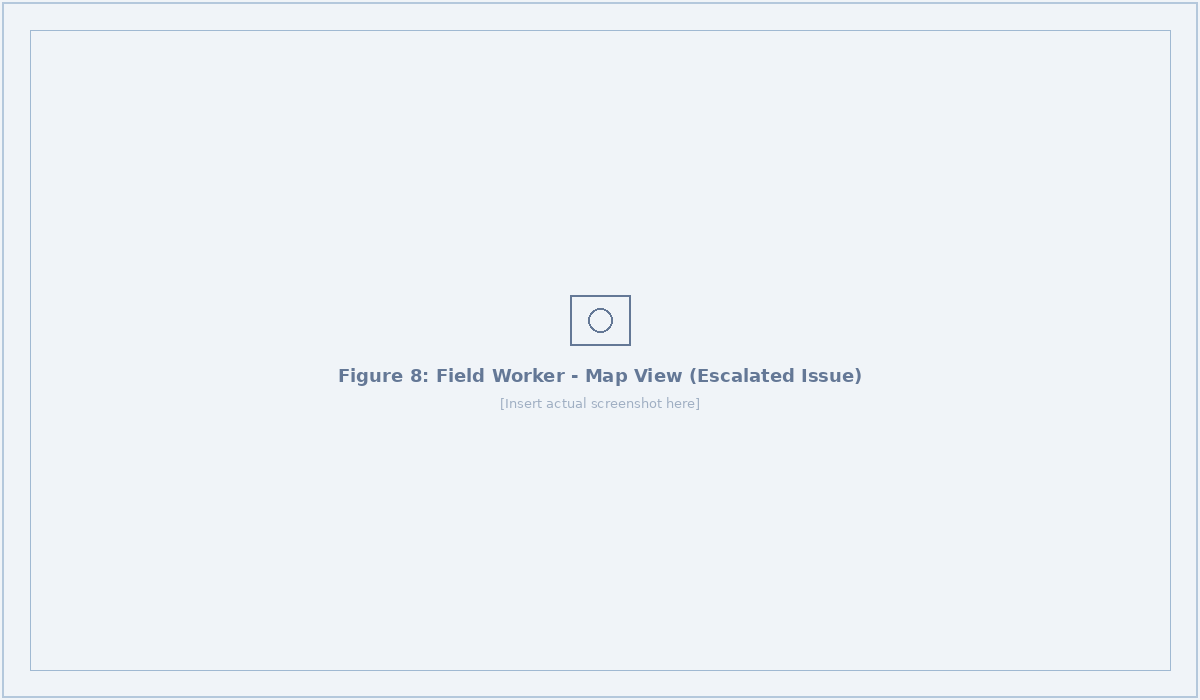 Figure 8: Field Worker - Map View (Escalated Issue)
[Insert actual screenshot here]